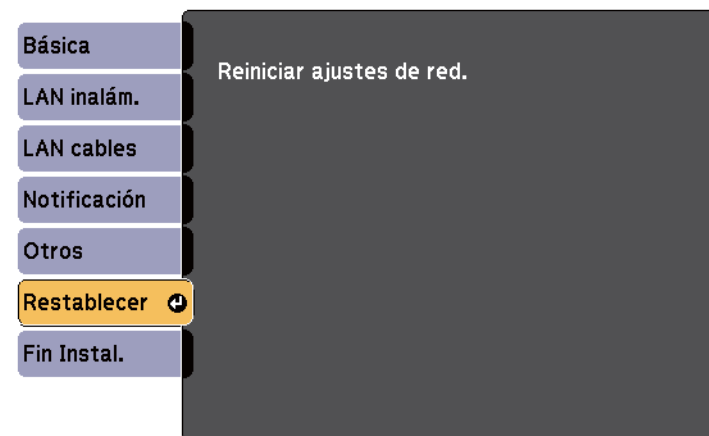 Básica
LAN inalám.
LAN cables
Notificación
Otros
Restablecer
Fin Instal.
Reiniciar ajustes de red.